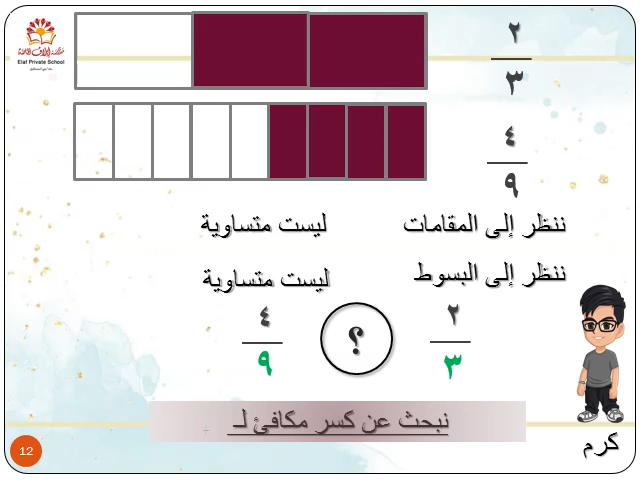 Elaf Private School
٢
٣
٤
٩
ننظر إلى المقامات ليست متساوية
ننظر إلى البسوط ليست متساوية
٢
٣
؟
٤
٩
نبحث عن كسر مكافئ لـ
كرم
12